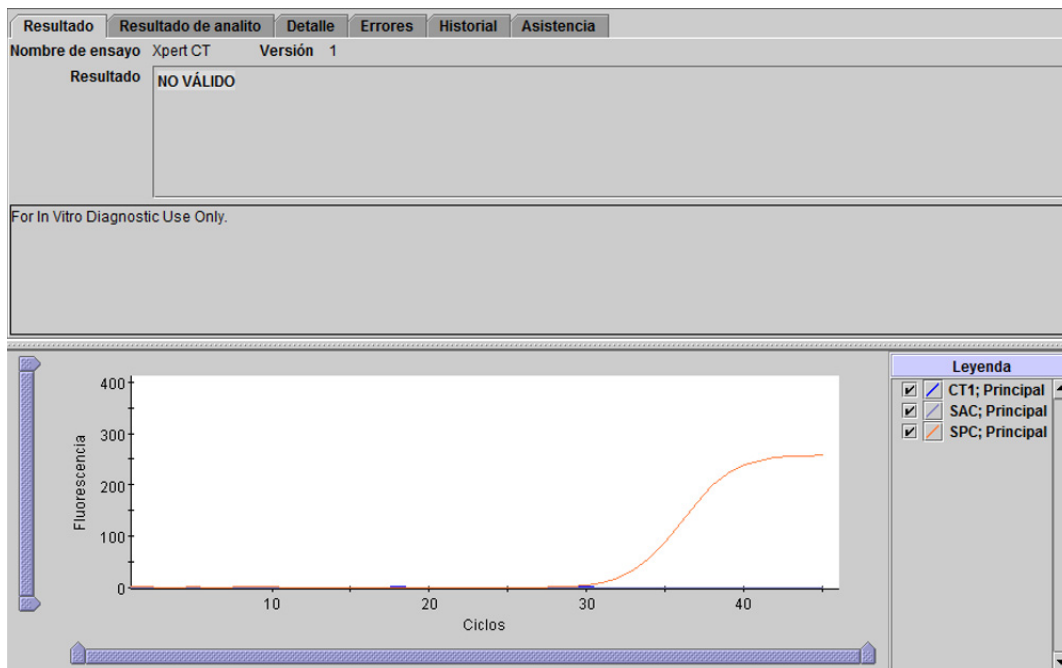 Resultado Resultado de analito Detalle Errores Historial Asistencia
Nombre de ensayo Xpert CT Versión 1
Resultado NO VÁLIDO
For In Vitro Diagnostic Use Only.
Leyenda
CT1; Principal
SAC; Principal
SPC; Principal
400
300
200
100
0
Fluorescencia
10 20 30 40
Ciclos